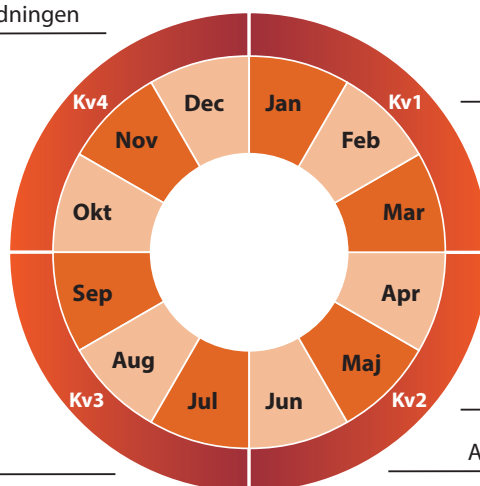 dningen
Kv4
Kv1
Dec
Jan
Nov
Feb
Okt
Mar
Sep
Apr
Aug
Maj
Jul
Jun
Kv3
Kv2
A